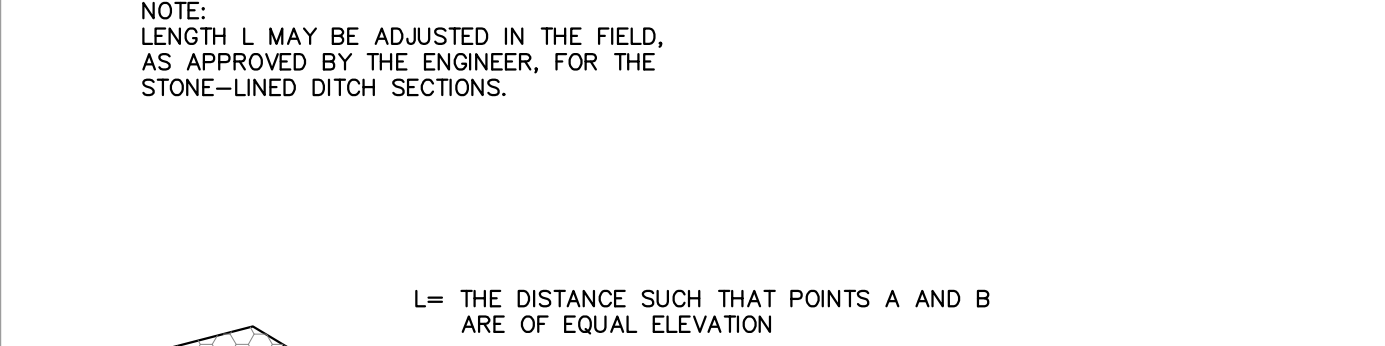 NOTE:
LENGTH L MAY BE ADJUSTED IN THE FIELD,
AS APPROVED BY THE ENGINEER, FOR THE
STONE-LINED DITCH SECTIONS.
L= THE DISTANCE SUCH THAT POINTS A AND B
ARE OF EQUAL ELEVATION